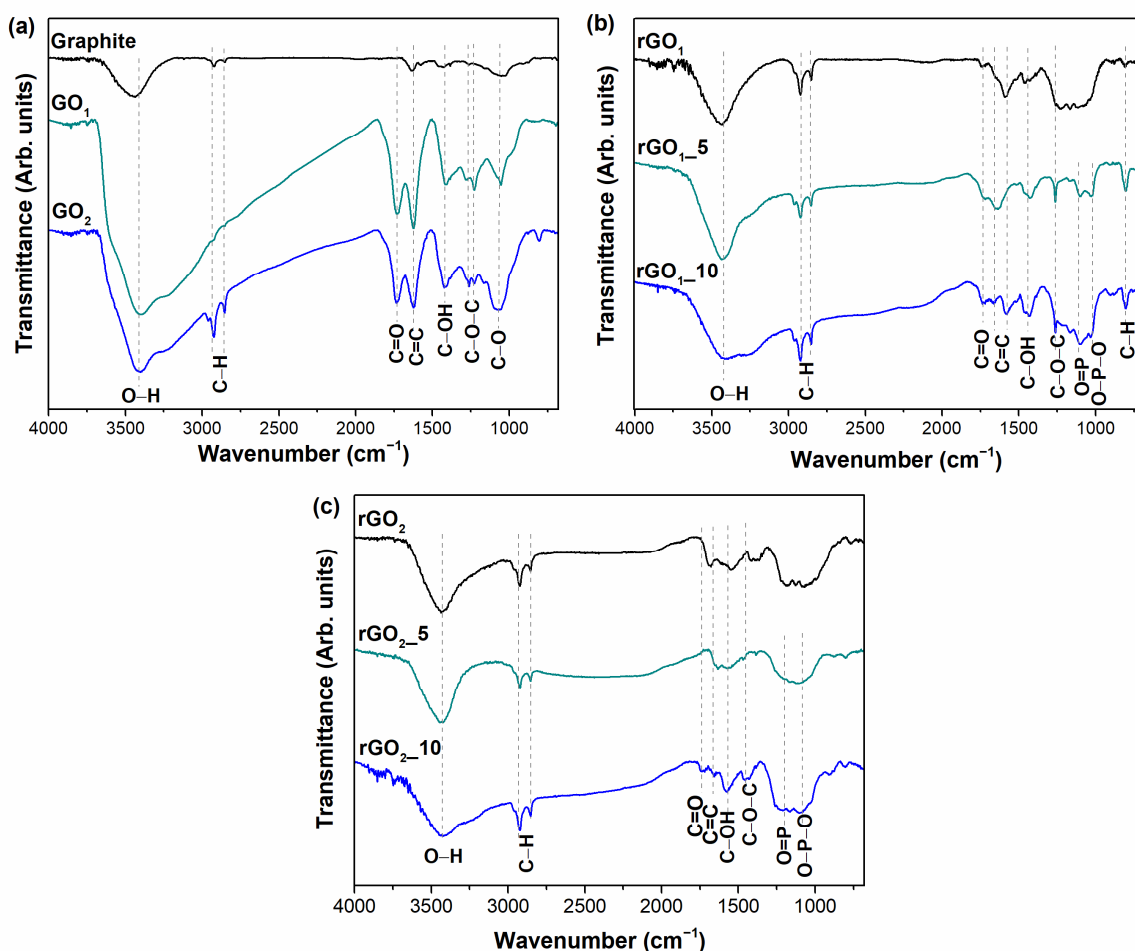 (a)
Graphite
GO₁
GO₂
O–H
C–H
C=O
C=C
C–OH
C–O–C
C–O
4000 3500 3000 2500 2000 1500 1000
Wavenumber (cm⁻¹)
Transmittance (Arb. units)
(b)
rGO₁
rGO₁_5
rGO₁_10
O–H
C–H
C=O
C=C
C–OH
C–O–C
O=P
O–P–O
C–H
4000 3500 3000 2500 2000 1500 1000
Wavenumber (cm⁻¹)
Transmittance (Arb. units)
(c)
rGO₂
rGO₂_5
rGO₂_10
O–H
C–H
C=O
C=C
C–OH
C–O–C
O=P
O–P–O
4000 3500 3000 2500 2000 1500 1000
Wavenumber (cm⁻¹)
Transmittance (Arb. units)